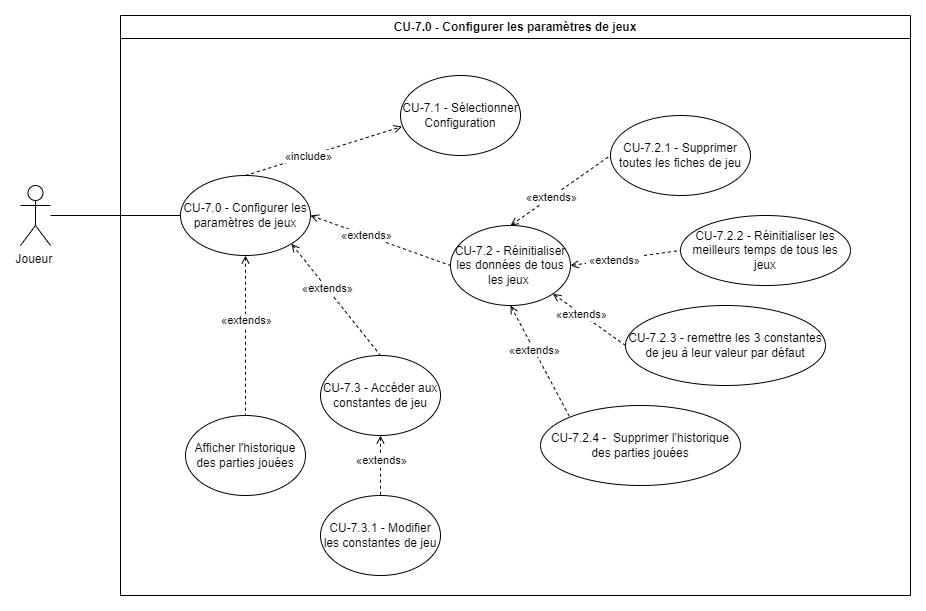 CU-7.0 - Configurer les paramètres de jeux
CU-7.1 - Sélectionner
Configuration
«include»
CU-7.2.1 - Supprimer
toutes les fiches de jeu
«extends»
CU-7.0 - Configurer les
paramètres de jeux
«extends»
CU-7.2 - Réinitialiser
les données de tous
les jeux
«extends»
CU-7.2.2 - Réinitialiser les
meilleurs temps de tous les
jeux
Joueur
«extends»
«extends»
«extends»
CU-7.2.3 - remettre les 3 constantes
de jeu à leur valeur par défaut
«extends»
CU-7.3 - Accéder aux
constantes de jeu
Afficher l'historique
des parties jouées
CU-7.2.4 -  Supprimer l'historique
des parties jouées
«extends»
CU-7.3.1 - Modifier
les constantes de jeu